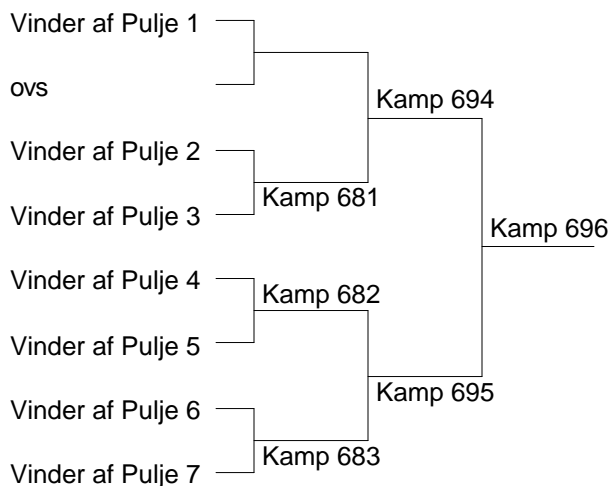 Vinder af Pulje 1
ovs
Kamp 694
Vinder af Pulje 2
Kamp 681
Vinder af Pulje 3
Kamp 696
Vinder af Pulje 4
Kamp 682
Vinder af Pulje 5
Kamp 695
Vinder af Pulje 6
Kamp 683
Vinder af Pulje 7